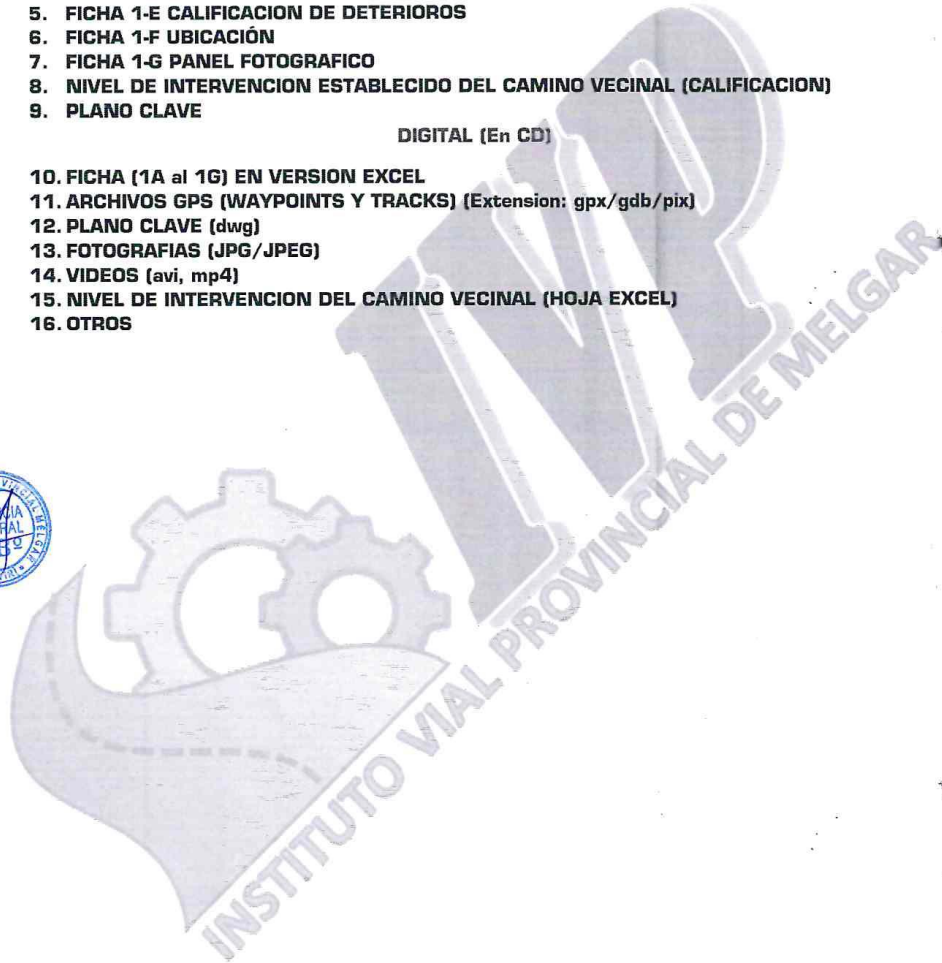 5. FICHA 1-E CALIFICACION DE DETERIOROS
6. FICHA 1-F UBICACIÓN
7. FICHA 1-G PANEL FOTOGRAFICO
8. NIVEL DE INTERVENCION ESTABLECIDO DEL CAMINO VECINAL (CALIFICACION)
9. PLANO CLAVE
DIGITAL (En CD)
10. FICHA (1A al 1G) EN VERSION EXCEL
11. ARCHIVOS GPS (WAYPOINTS Y TRACKS) (Extension: gpx/gdb/pix)
12. PLANO CLAVE (dwg)
13. FOTOGRAFIAS (JPG/JPEG)
14. VIDEOS (avi, mp4)
15. NIVEL DE INTERVENCION DEL CAMINO VECINAL (HOJA EXCEL)
16. OTROS
IVP
INSTITUTO VIAL PROVINCIAL DE MELGAR
MELGAR